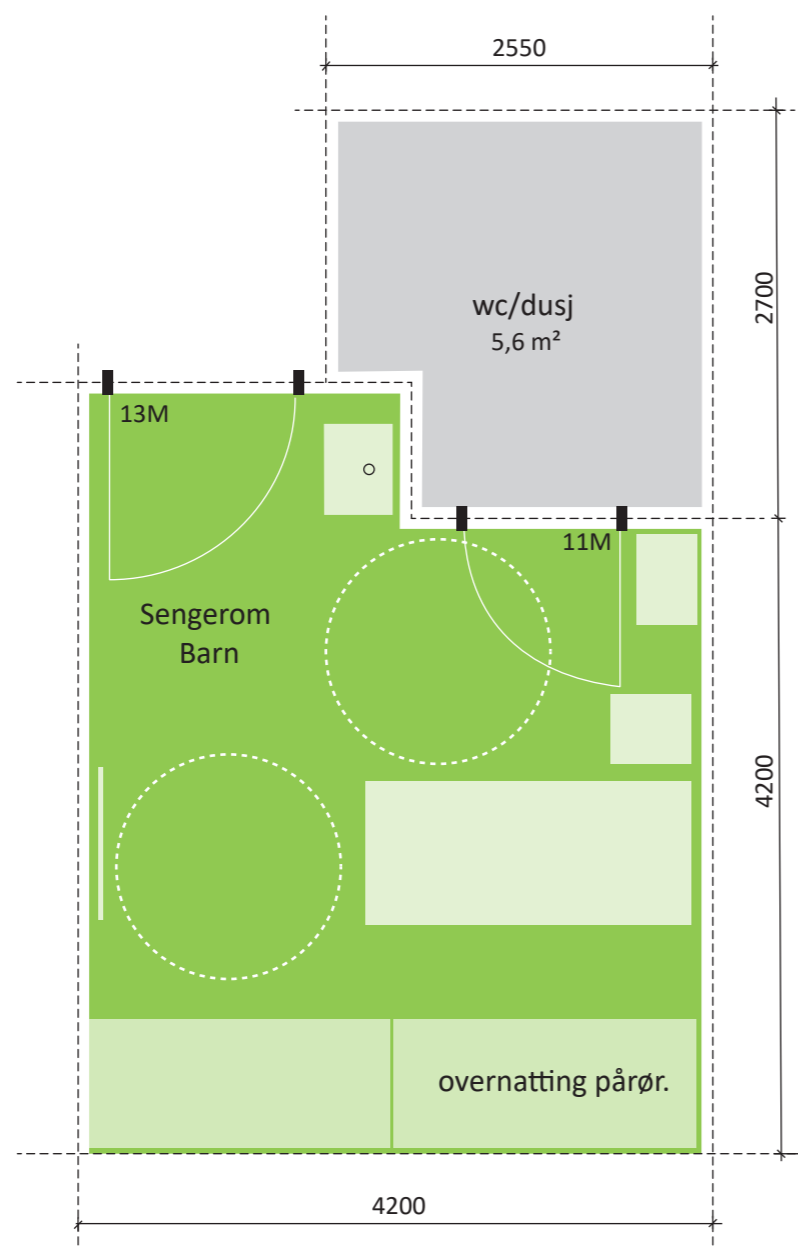 2550
wc/dusj
5,6 m²
2700
13M
11M
Sengerom
Barn
4200
overnatting pårør.
4200